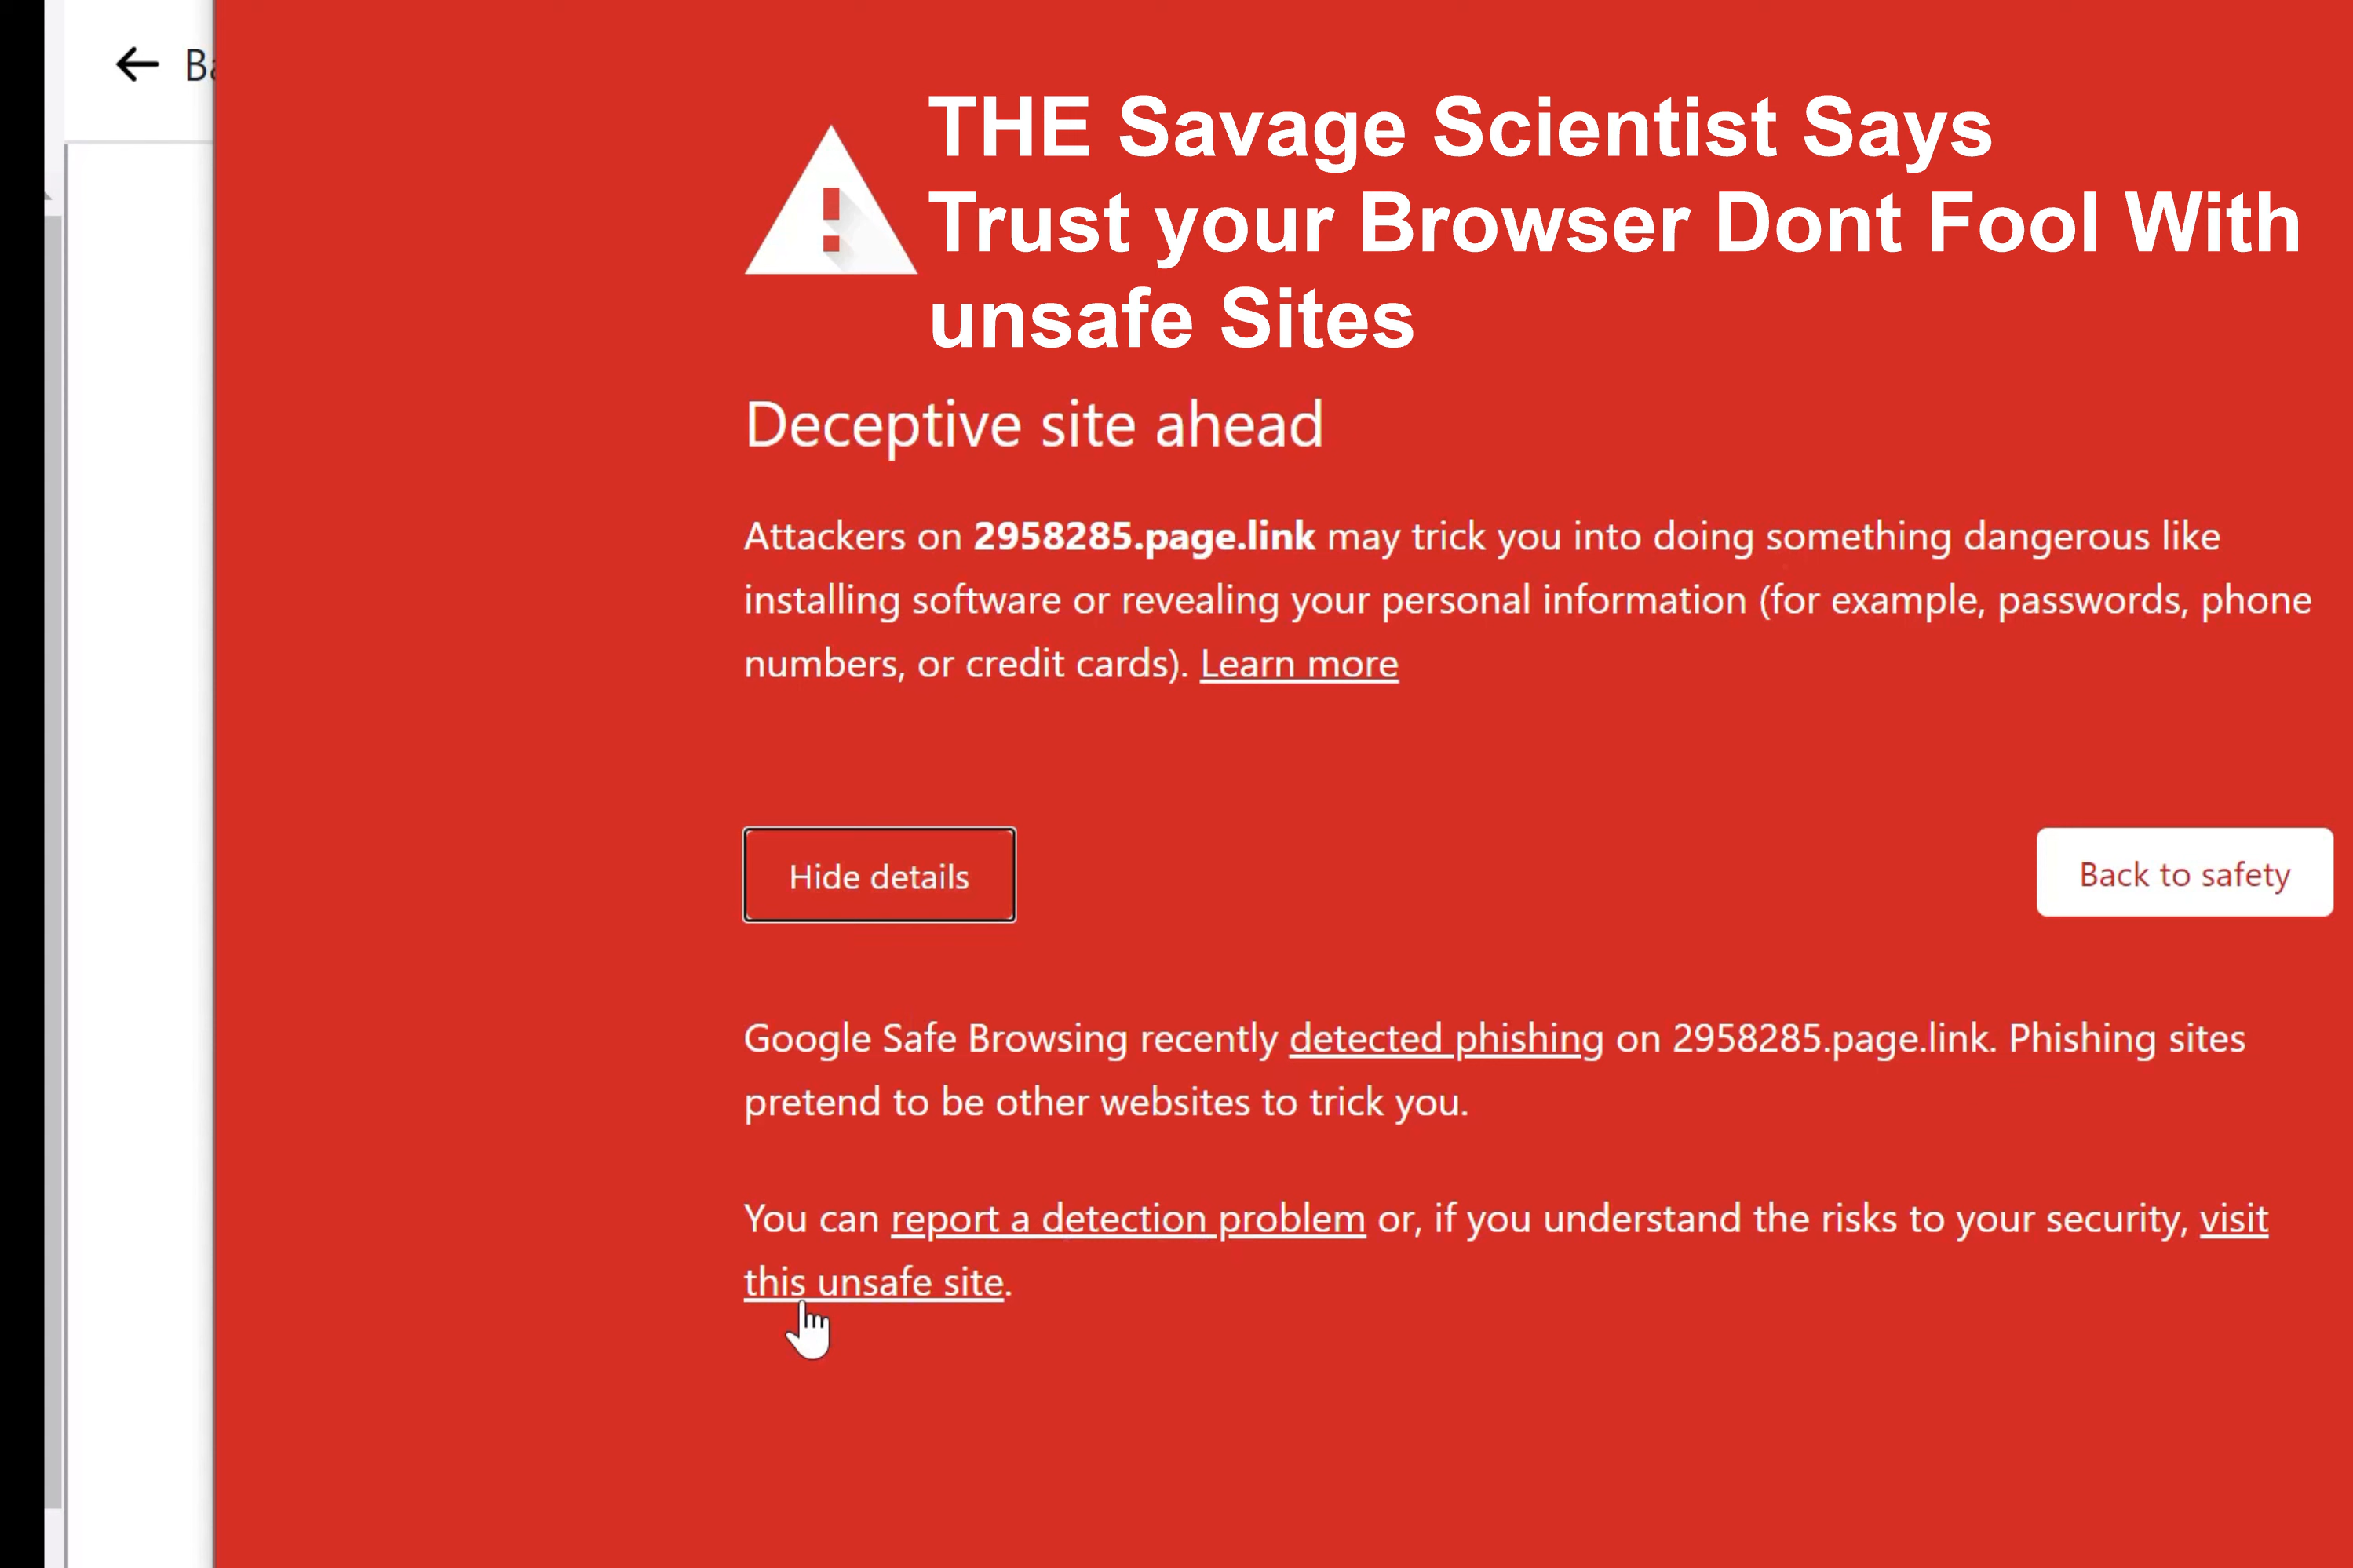 Ba
THE Savage Scientist Says
Trust your Browser Dont Fool With
unsafe Sites
Deceptive site ahead
Attackers on 2958285.page.link may trick you into doing something dangerous like
installing software or revealing your personal information (for example, passwords, phone
numbers, or credit cards). Learn more
Hide details
Back to safety
Google Safe Browsing recently detected phishing on 2958285.page.link. Phishing sites
pretend to be other websites to trick you.
You can report a detection problem or, if you understand the risks to your security, visit
this unsafe site.